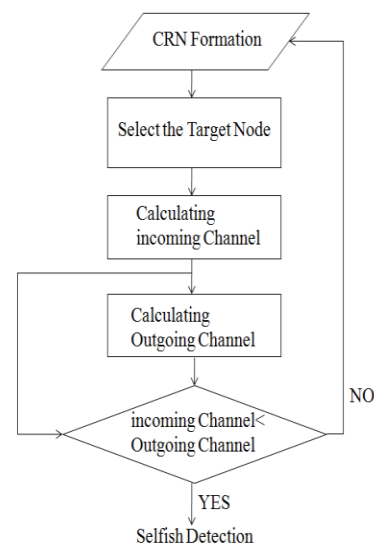 CRN Formation
Select the Target Node
Calculating
incoming Channel
Calculating
Outgoing Channel
incoming Channel<
Outgoing Channel
NO
YES
Selfish Detection